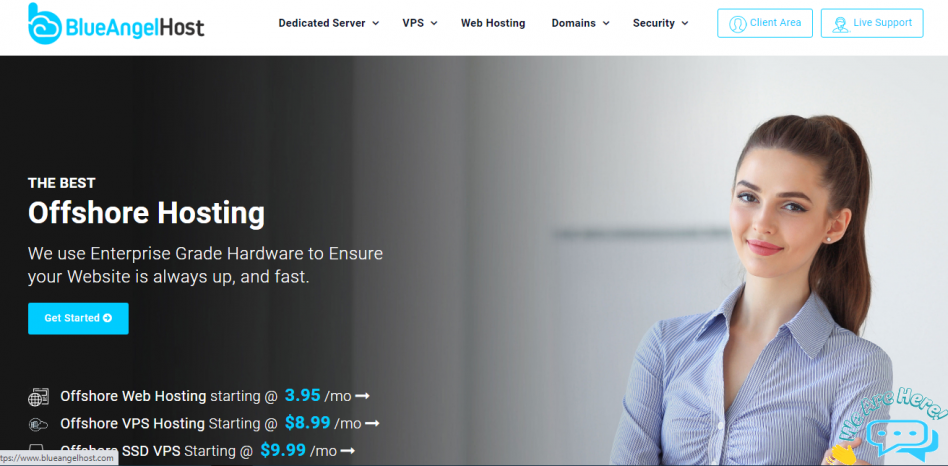 BlueAngelHost
Dedicated Server
VPS
Web Hosting
Domains
Security
Client Area
Live Support
THE BEST
Offshore Hosting
We use Enterprise Grade Hardware to Ensure
your Website is always up, and fast.
Get Started
Offshore Web Hosting starting @ 3.95 /mo
Offshore VPS Hosting Starting @ $8.99 /mo
Offshore SSD VPS Starting @ $9.99 /mo
We Are Here!
tps://www.blueangelhost.com